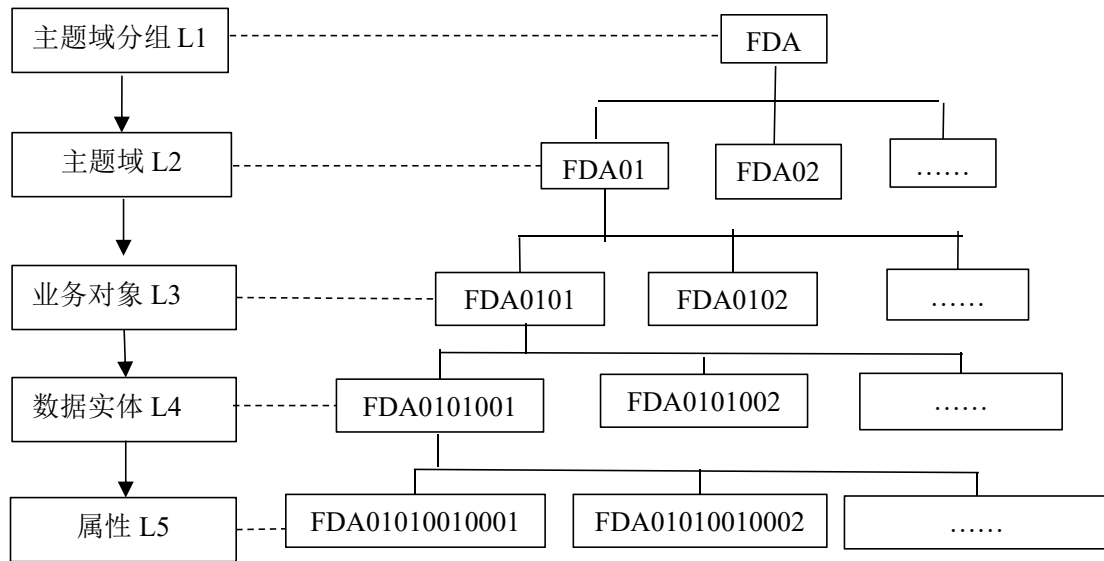 主题域分组 L1
FDA
主题域 L2
FDA01
FDA02
……
业务对象 L3
FDA0101
FDA0102
……
数据实体 L4
FDA0101001
FDA0101002
……
属性 L5
FDA01010010001
FDA01010010002
……